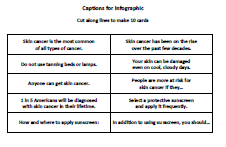 Captions for Infographic
Cut along lines to make 10 cards
Skin cancer is the most common
of all types of cancer.
Skin cancer has been on the rise
over the past few decades.
Do not use tanning beds or lamps.
Your skin can be damaged
even on cool, cloudy days.
Anyone can get skin cancer.
People are more at risk for
skin cancer if they...
1 in 5 Americans will be diagnosed
with skin cancer in their lifetime.
Select a protective sunscreen
and apply it frequently.
How and where to apply sunscreen:
In addition to using sunscreen, you should...